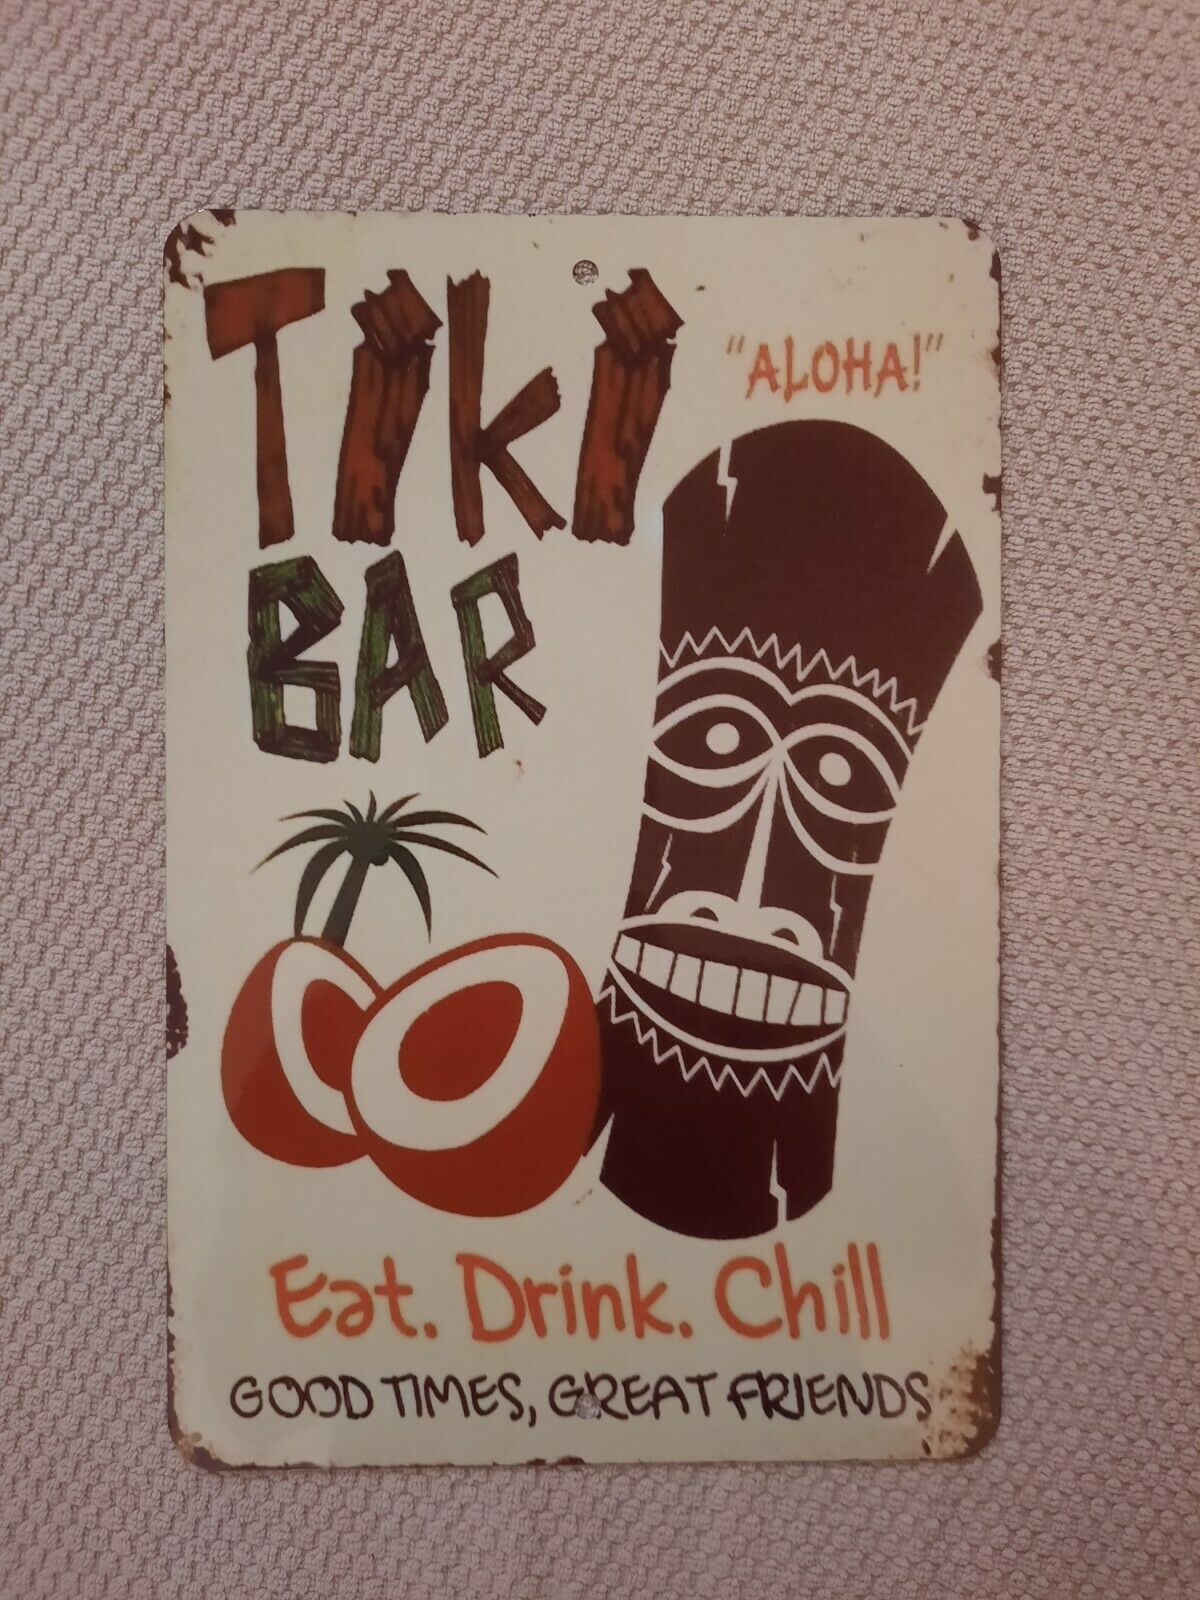 Tiki
BAR
"ALOHA!"
Eat. Drink. Chill
GOOD TIMES, GREAT FRIENDS